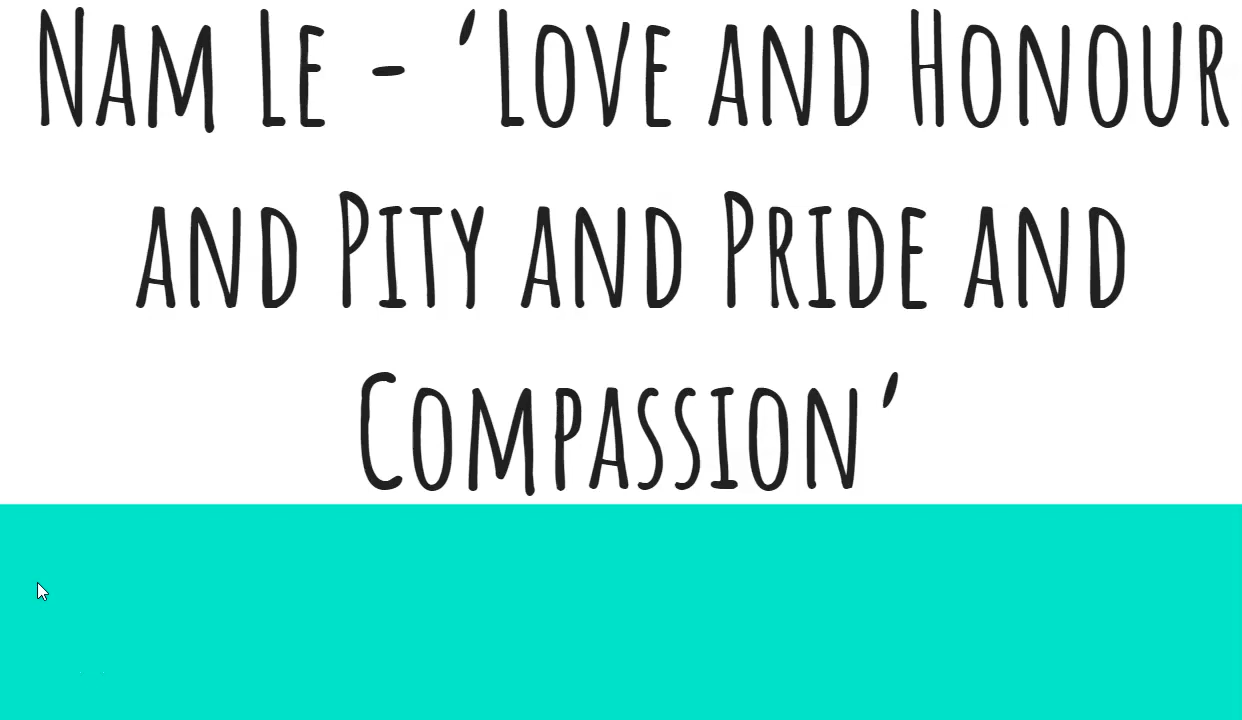 Nam Le - ‘Love and Honour
and Pity and Pride and
Compassion’